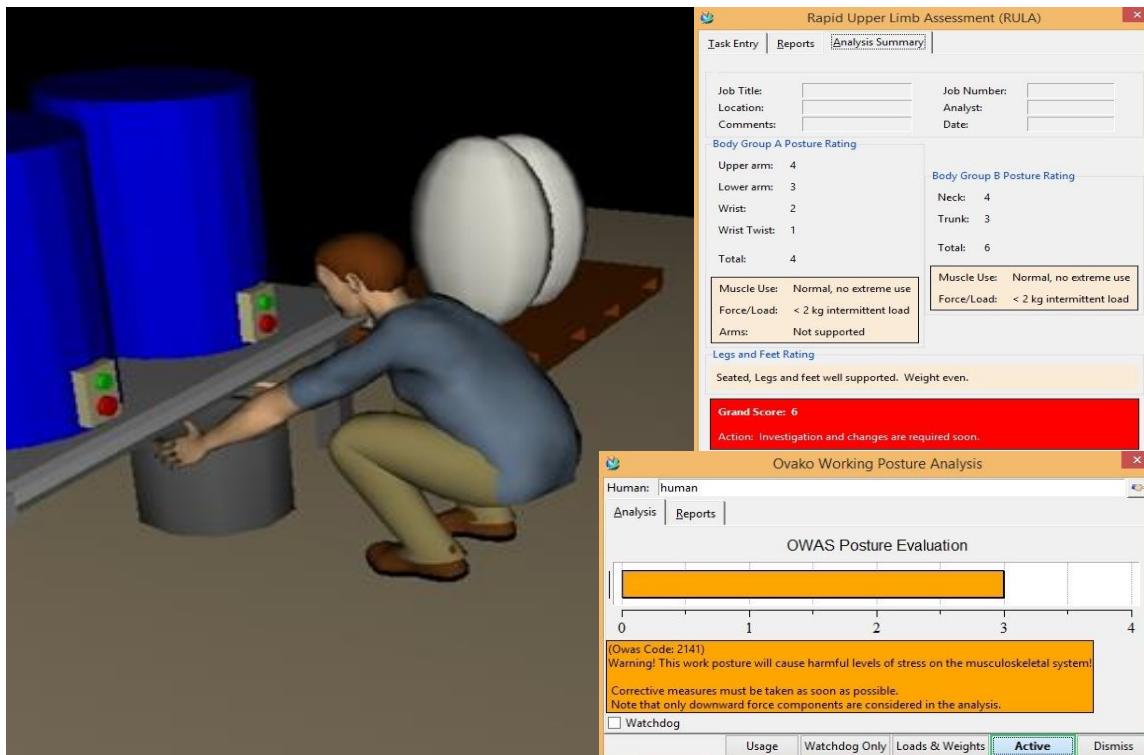 Rapid Upper Limb Assessment (RULA)
Task Entry Reports Analysis Summary
Job Title: Job Number:
Location: Analyst:
Comments: Date:
Body Group A Posture Rating
Upper arm: 4
Lower arm: 3
Wrist: 2
Wrist Twist: 1
Total: 4
Muscle Use: Normal, no extreme use
Force/Load: < 2 kg intermittent load
Arms: Not supported
Body Group B Posture Rating
Neck: 4
Trunk: 3
Total: 6
Muscle Use: Normal, no extreme use
Force/Load: < 2 kg intermittent load
Legs and Feet Rating
Seated, Legs and feet well supported. Weight even.
Grand Score: 6
Action: Investigation and changes are required soon.
Ovako Working Posture Analysis
Human: human
Analysis Reports
OWAS Posture Evaluation
0 1 2 3 4
(Owas Code: 2141)
Warning! This work posture will cause harmful levels of stress on the musculoskeletal system!
Corrective measures must be taken as soon as possible.
Note that only downward force components are considered in the analysis.
Watchdog
Usage Watchdog Only Loads & Weights Active Dismiss